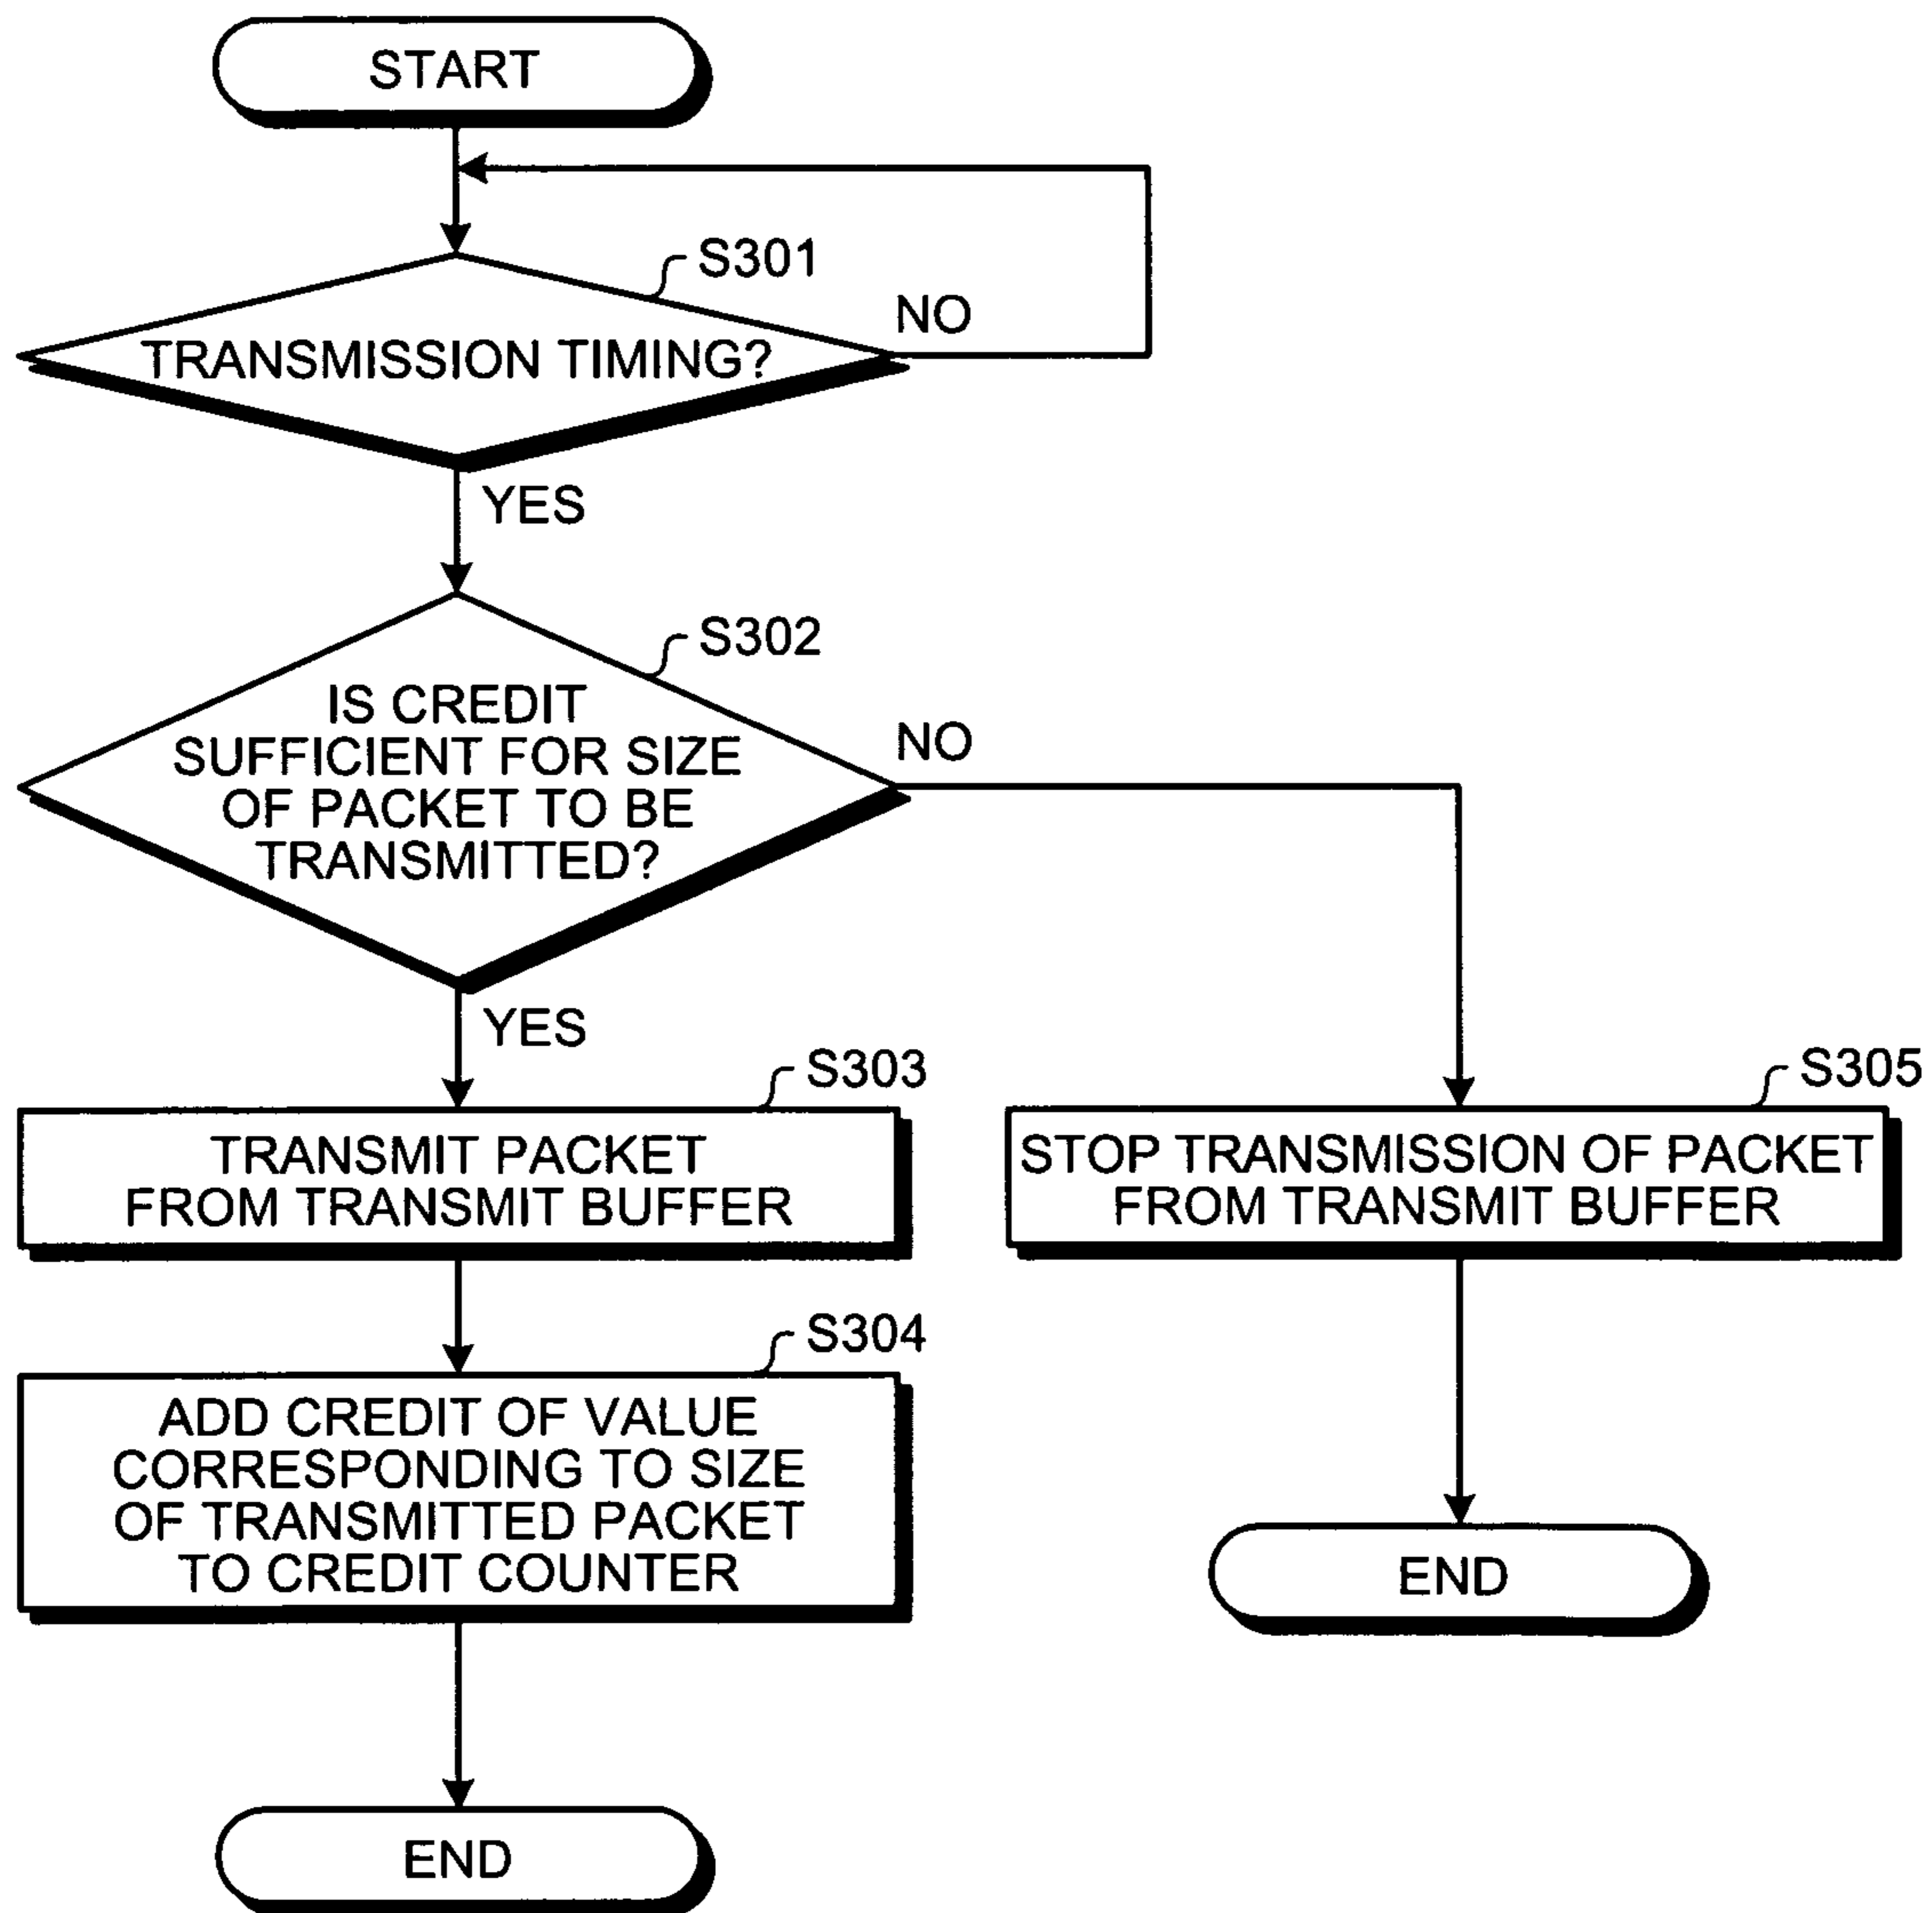 START
S301
TRANSMISSION TIMING?
NO
YES
S302
IS CREDIT
SUFFICIENT FOR SIZE
OF PACKET TO BE
TRANSMITTED?
NO
YES
S303
TRANSMIT PACKET
FROM TRANSMIT BUFFER
S305
STOP TRANSMISSION OF PACKET
FROM TRANSMIT BUFFER
S304
ADD CREDIT OF VALUE
CORRESPONDING TO SIZE
OF TRANSMITTED PACKET
TO CREDIT COUNTER
END
END